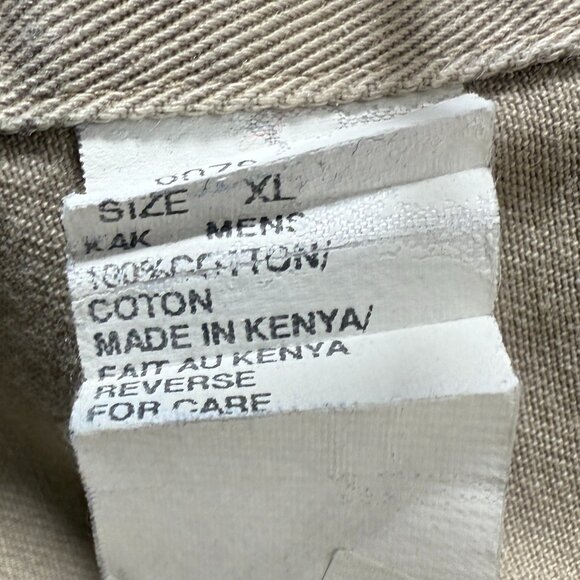 SIZE XL
KAK MENS
100%COTTON/
COTON
MADE IN KENYA/
FAIT AU KENYA
REVERSE
FOR CARE